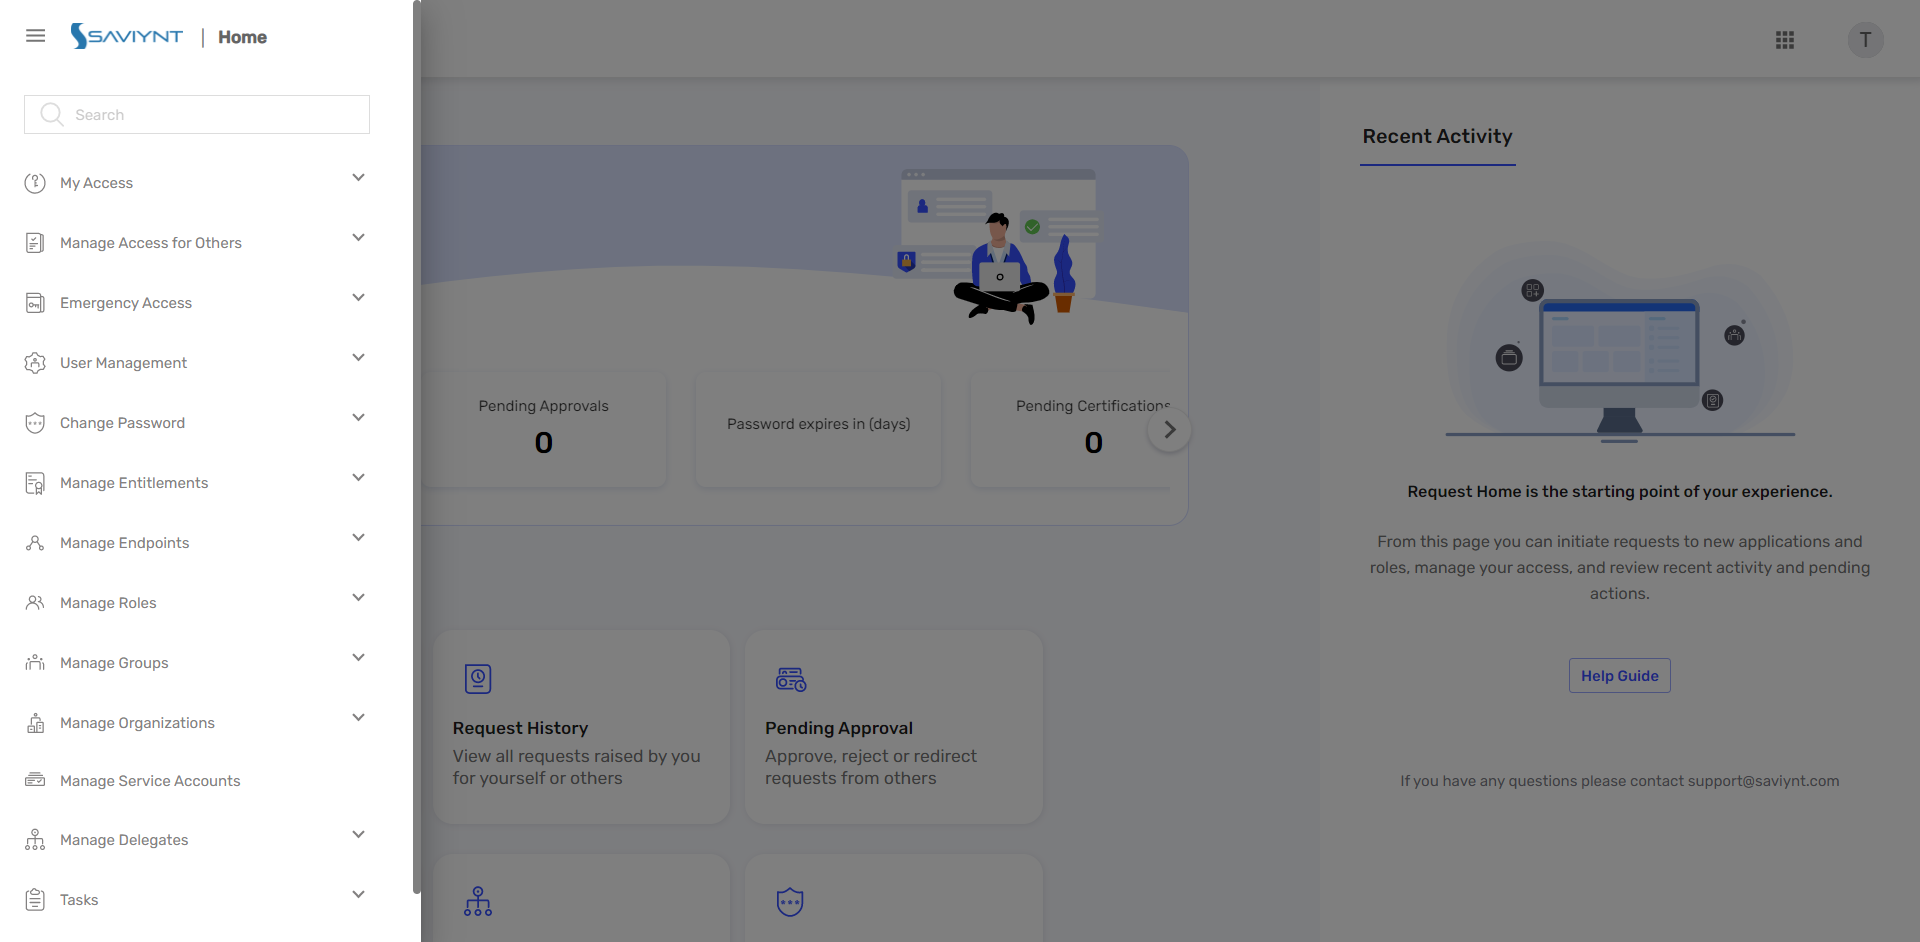 SAVIYNT | Home
Search
My Access
Manage Access for Others
Emergency Access
User Management
Change Password
Manage Entitlements
Manage Endpoints
Manage Roles
Manage Groups
Manage Organizations
Manage Service Accounts
Manage Delegates
Tasks
Pending Approvals
0
Password expires in (days)
Pending Certifications
0
Request History
View all requests raised by you
for yourself or others
Pending Approval
Approve, reject or redirect
requests from others
T
Recent Activity
Request Home is the starting point of your experience.
From this page you can initiate requests to new applications and
roles, manage your access, and review recent activity and pending
actions.
Help Guide
If you have any questions please contact support@saviynt.com